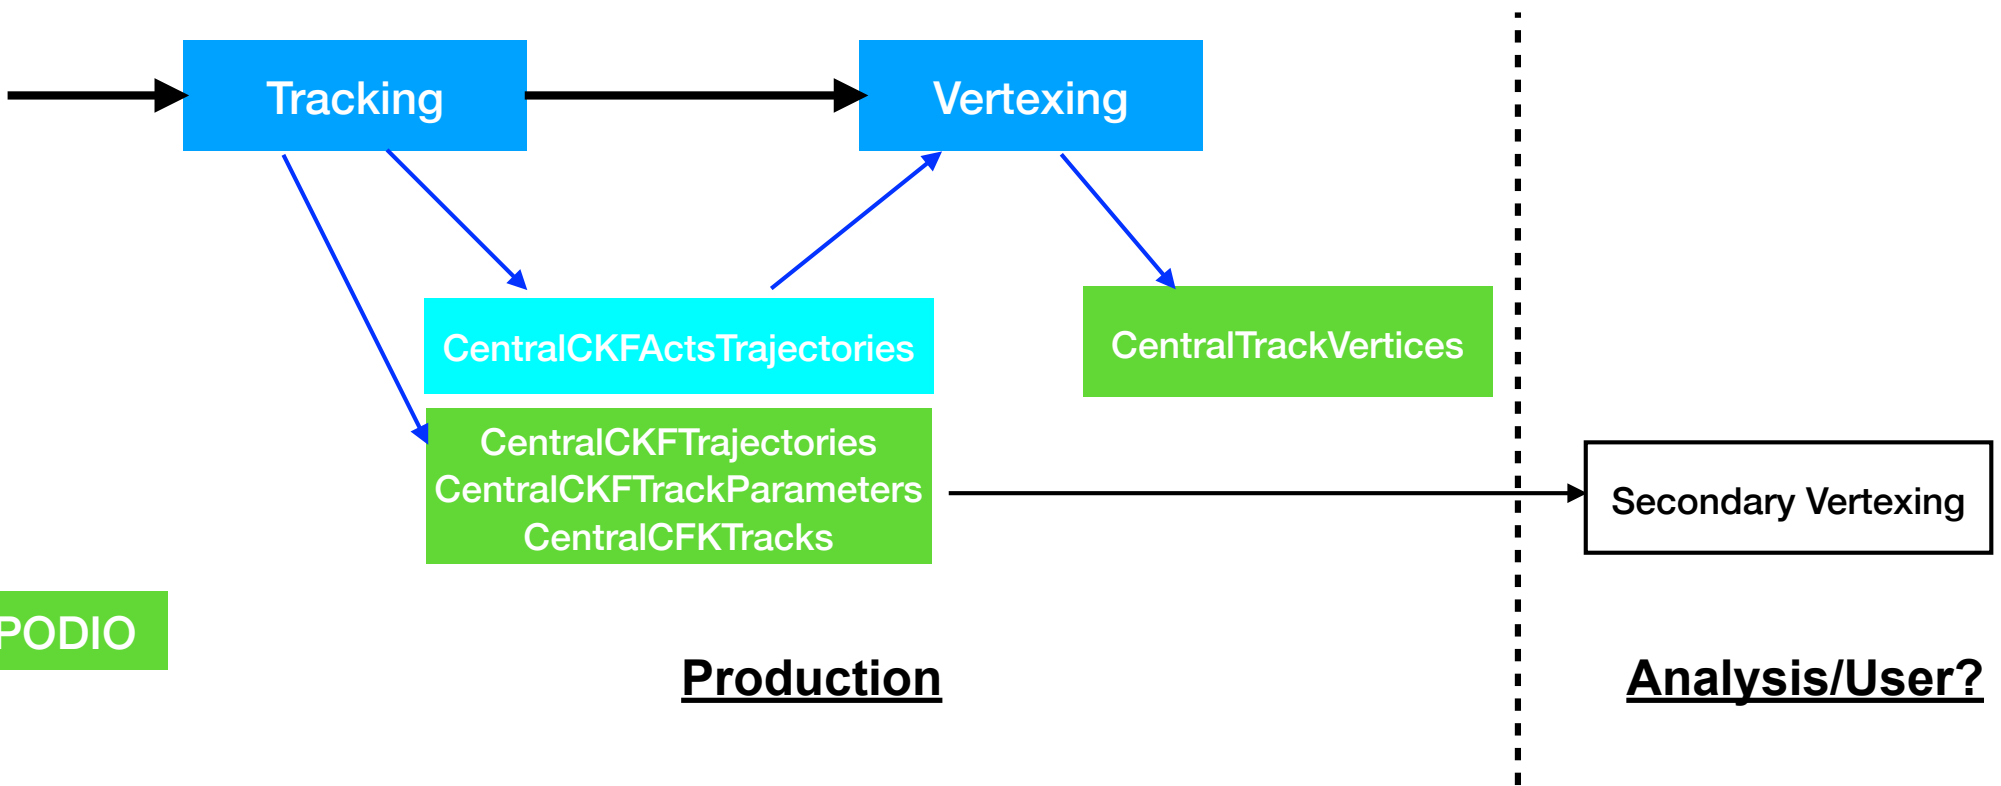 Tracking
Vertexing
CentralCKFActsTrajectories
CentralTrackVertices
CentralCKFTrajectories
CentralCKFTrackParameters
CentralCFKTracks
Secondary Vertexing
PODIO
Production
Analysis/User?